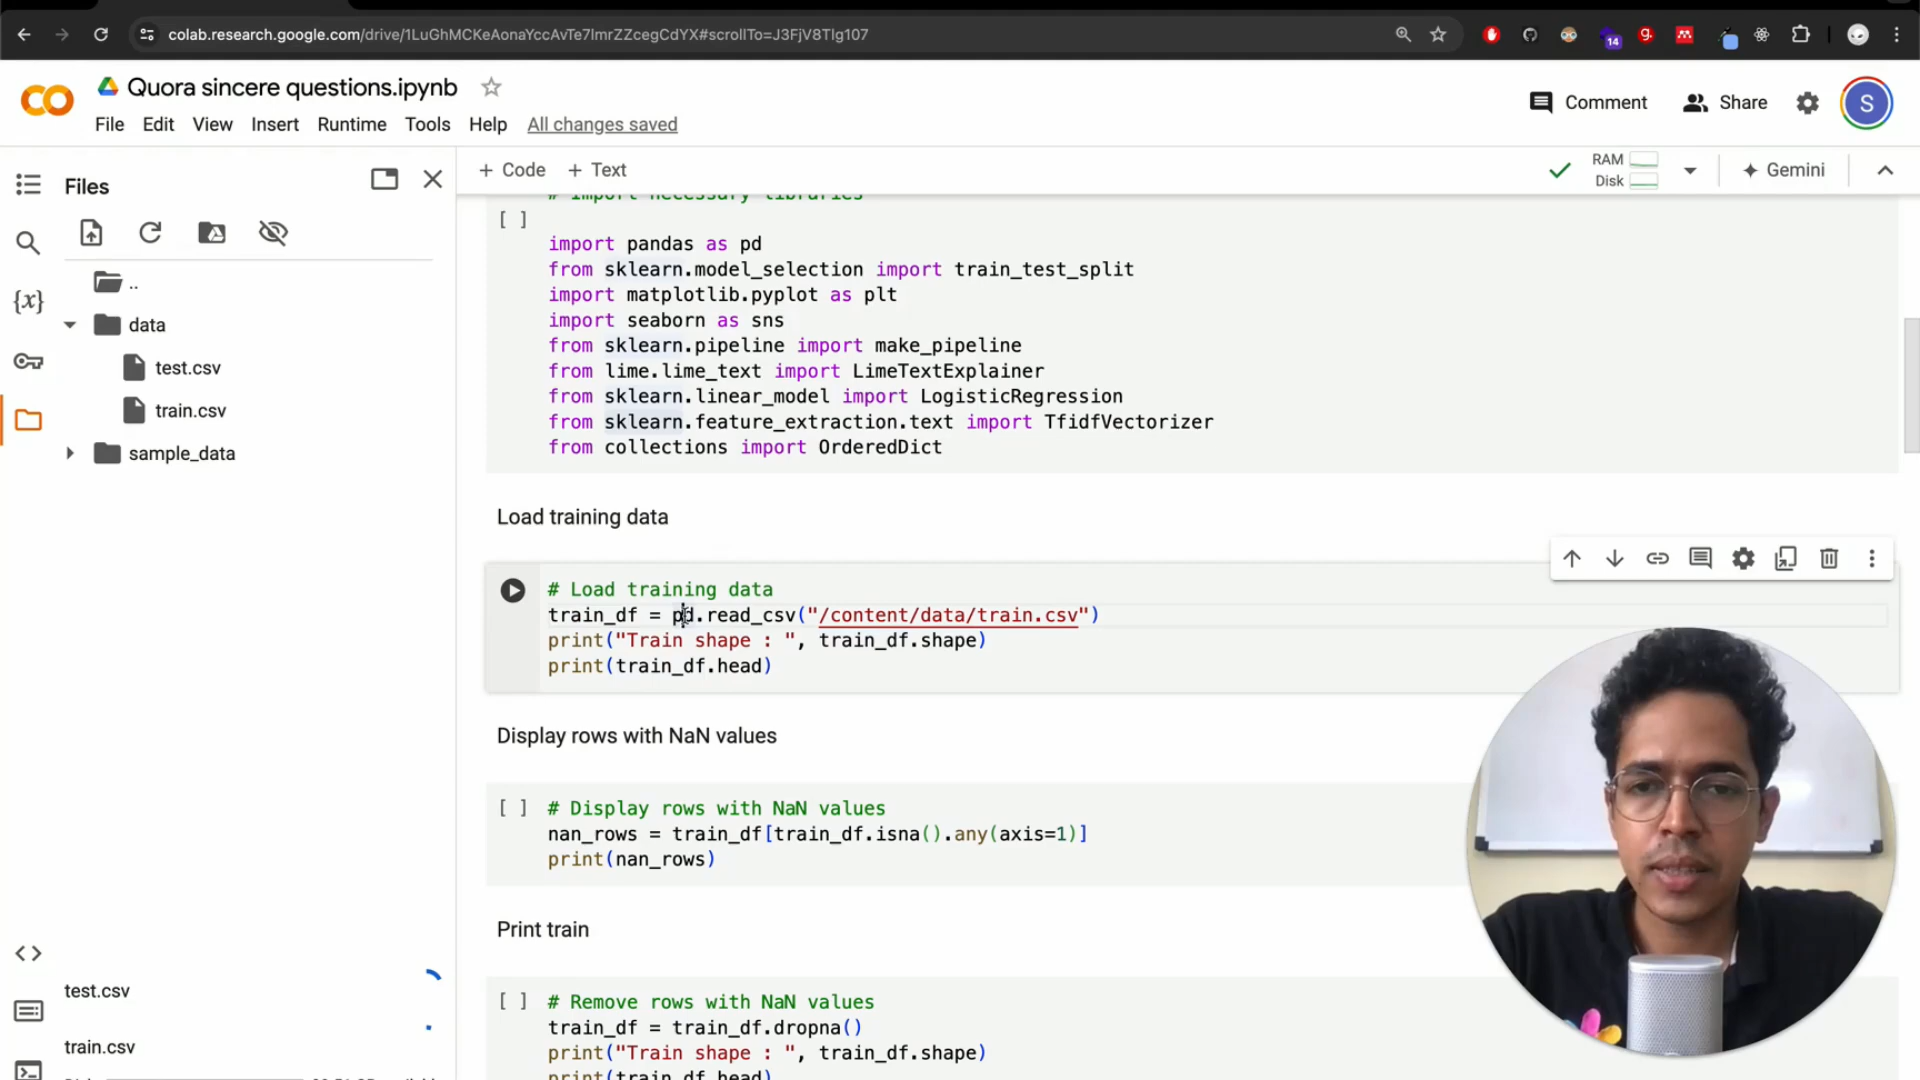 colab.research.google.com/drive/1LuGhMCKeAonaYccAvTe7lmrZZcegCdYX#scrollTo=J3FjV8Tlg107
14
g.
Quora sincere questions.ipynb
Comment
Share
S
File Edit View Insert Runtime Tools Help All changes saved
Files
+ Code + Text
RAM
Disk
Gemini
..
data
test.csv
train.csv
sample_data
{x}
# Import necessary libraries
[ ]
import pandas as pd
from sklearn.model_selection import train_test_split
import matplotlib.pyplot as plt
import seaborn as sns
from sklearn.pipeline import make_pipeline
from lime.lime_text import LimeTextExplainer
from sklearn.linear_model import LogisticRegression
from sklearn.feature_extraction.text import TfidfVectorizer
from collections import OrderedDict
Load training data
# Load training data
train_df = pd.read_csv("/content/data/train.csv")
print("Train shape : ", train_df.shape)
print(train_df.head)
Display rows with NaN values
[ ] # Display rows with NaN values
nan_rows = train_df[train_df.isna().any(axis=1)]
print(nan_rows)
Print train
[ ] # Remove rows with NaN values
train_df = train_df.dropna()
print("Train shape : ", train_df.shape)
print(train_df.head)
test.csv
train.csv